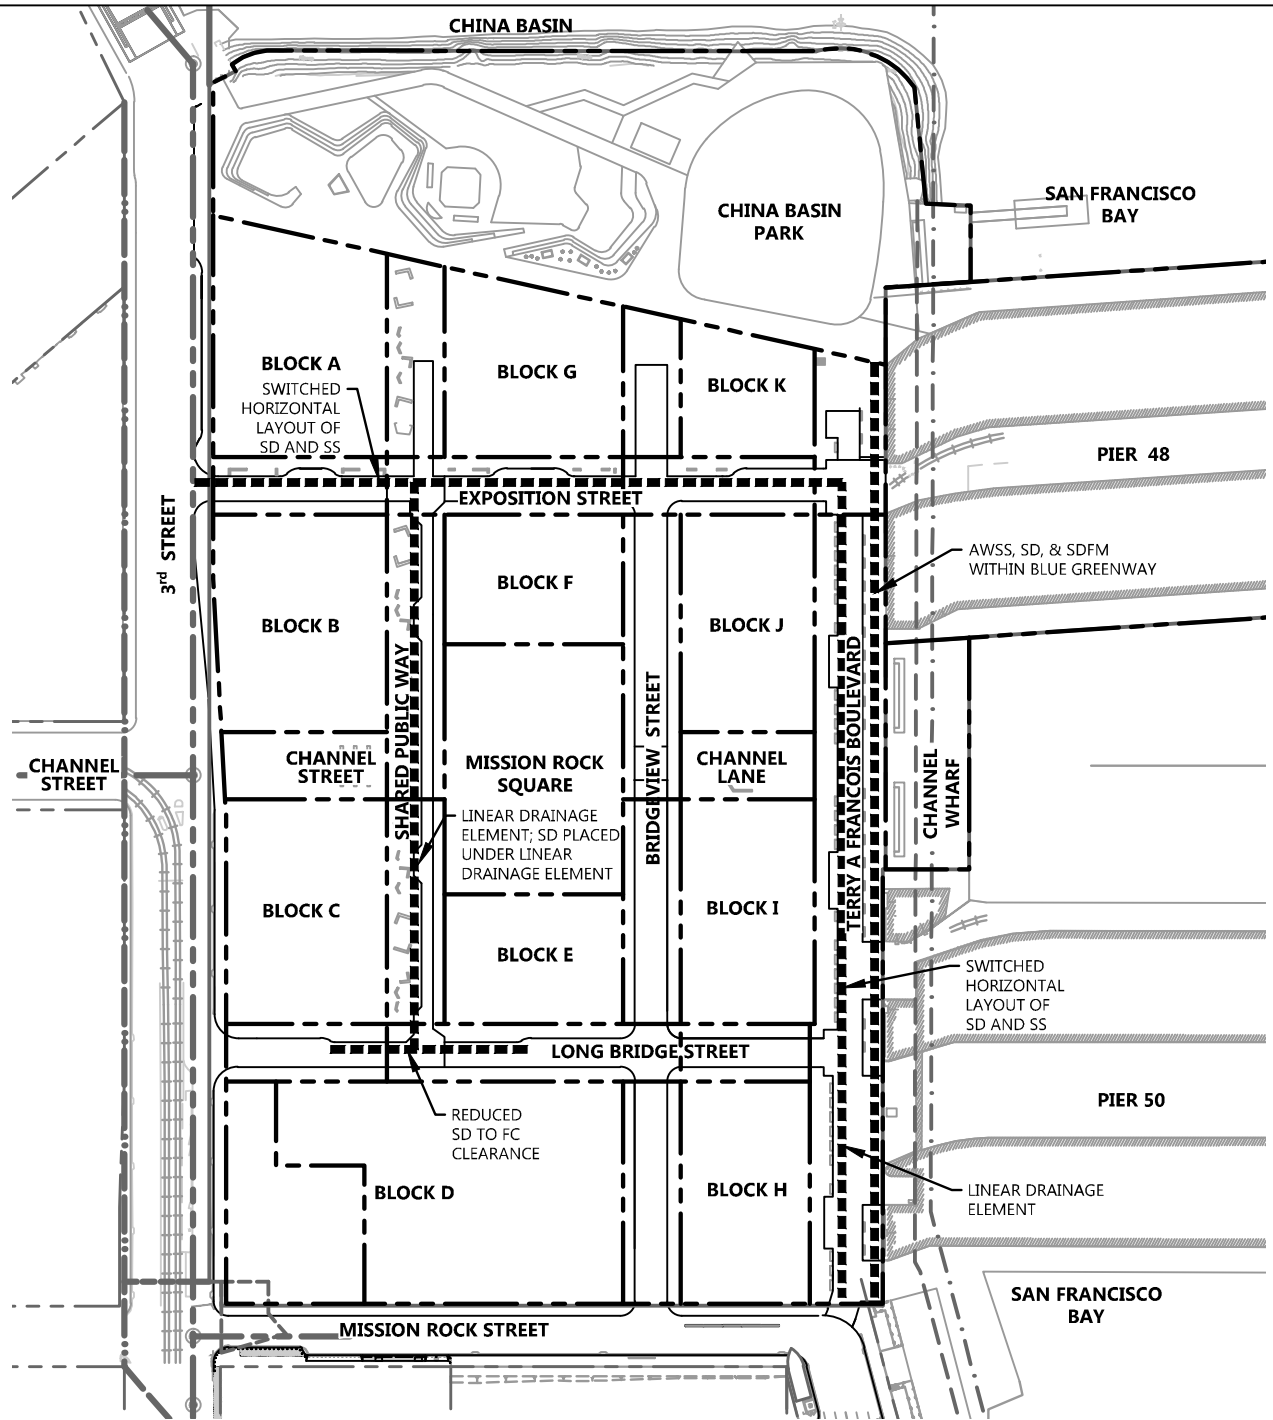 CHINA BASIN
SAN FRANCISCO
BAY
CHINA BASIN
PARK
BLOCK A
SWITCHED
HORIZONTAL
LAYOUT OF
SD AND SS
BLOCK G
BLOCK K
PIER 48
EXPOSITION STREET
3rd STREET
AWSS, SD, & SDFM
WITHIN BLUE GREENWAY
BLOCK F
BLOCK B
BLOCK J
SHARED PUBLIC WAY
BRIDGEVIEW STREET
TERRY A FRANCOIS BOULEVARD
CHANNEL
STREET
CHANNEL
STREET
MISSION ROCK
SQUARE
CHANNEL
LANE
CHANNEL
WHARF
LINEAR DRAINAGE
ELEMENT; SD PLACED
UNDER LINEAR
DRAINAGE ELEMENT
BLOCK C
BLOCK I
BLOCK E
SWITCHED
HORIZONTAL
LAYOUT OF
SD AND SS
LONG BRIDGE STREET
PIER 50
REDUCED
SD TO FC
CLEARANCE
BLOCK D
BLOCK H
LINEAR DRAINAGE
ELEMENT
SAN FRANCISCO
BAY
MISSION ROCK STREET